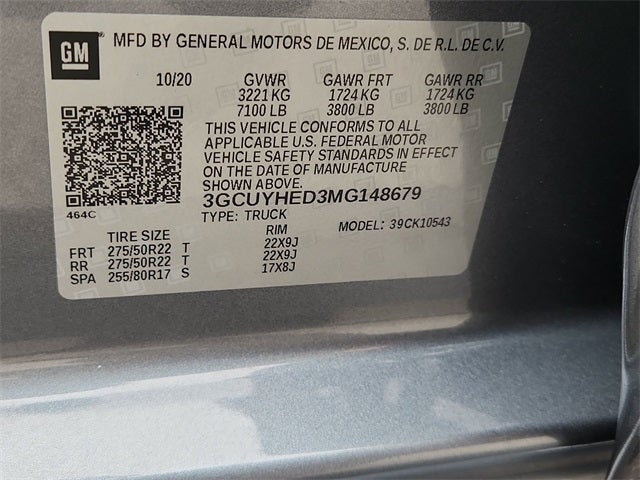 GM
MFD BY GENERAL MOTORS DE MEXICO, S. DE R.L. DE C.V.
10/20 GVWR GAWR FRT GAWR RR
3221 KG 1724 KG 1724 KG
7100 LB 3800 LB 3800 LB
THIS VEHICLE CONFORMS TO ALL
APPLICABLE U.S. FEDERAL MOTOR
VEHICLE SAFETY STANDARDS IN EFFECT
ON THE DATE OF MANUFACTURE
SHOWN ABOVE.
464C
3GCUYHED3MG148679
TYPE: TRUCK MODEL: 39CK10543
TIRE SIZE RIM
FRT 275/50R22 T 22X9J
RR 275/50R22 T 22X9J
SPA 255/80R17 S 17X8J